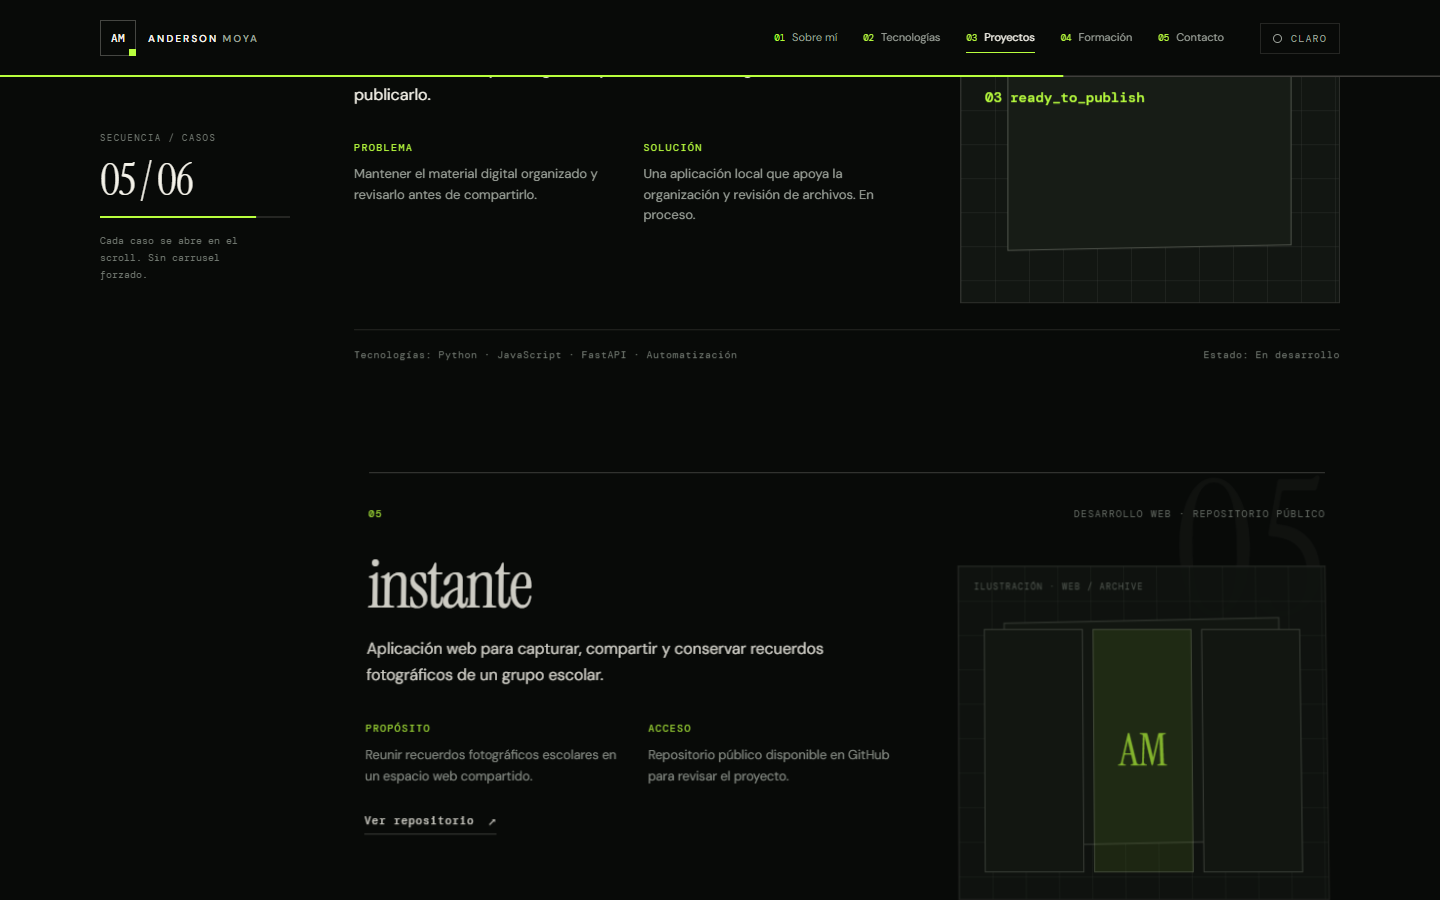 AM
ANDERSON MOYA
01 Sobre mí
02 Tecnologías
03 Proyectos
04 Formación
05 Contacto
CLARO
publicarlo.
03 ready_to_publish
SECUENCIA / CASOS
05/06
Cada caso se abre en el
scroll. Sin carrusel
forzado.
PROBLEMA
Mantener el material digital organizado y
revisarlo antes de compartirlo.
SOLUCIÓN
Una aplicación local que apoya la
organización y revisión de archivos. En
proceso.
Tecnologías: Python · JavaScript · FastAPI · Automatización
Estado: En desarrollo
05
DESARROLLO WEB · REPOSITORIO PÚBLICO
05
instante
Aplicación web para capturar, compartir y conservar recuerdos
fotográficos de un grupo escolar.
PROPÓSITO
Reunir recuerdos fotográficos escolares en
un espacio web compartido.
ACCESO
Repositorio público disponible en GitHub
para revisar el proyecto.
Ver repositorio ↗
ILUSTRACIÓN · WEB / ARCHIVE
AM